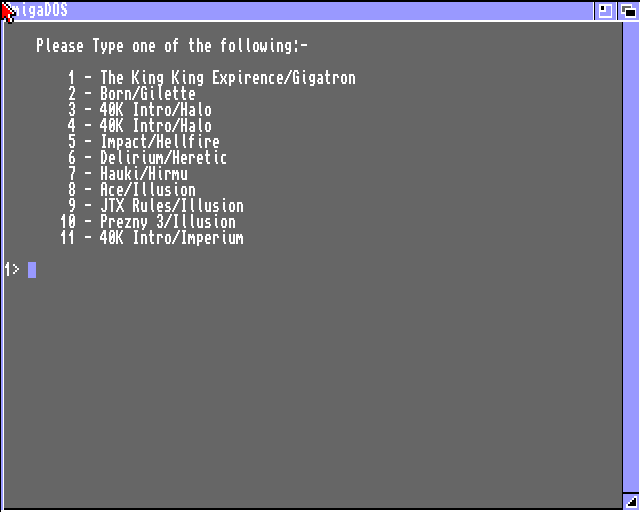 AmigaDOS
Please Type one of the following:-
1 - The King King Expirence/Gigatron
2 - Born/Gilette
3 - 40K Intro/Halo
4 - 40K Intro/Halo
5 - Impact/Hellfire
6 - Delirium/Heretic
7 - Hauki/Hirmu
8 - Ace/Illusion
9 - JTX Rules/Illusion
10 - Prezny 3/Illusion
11 - 40K Intro/Imperium
1>